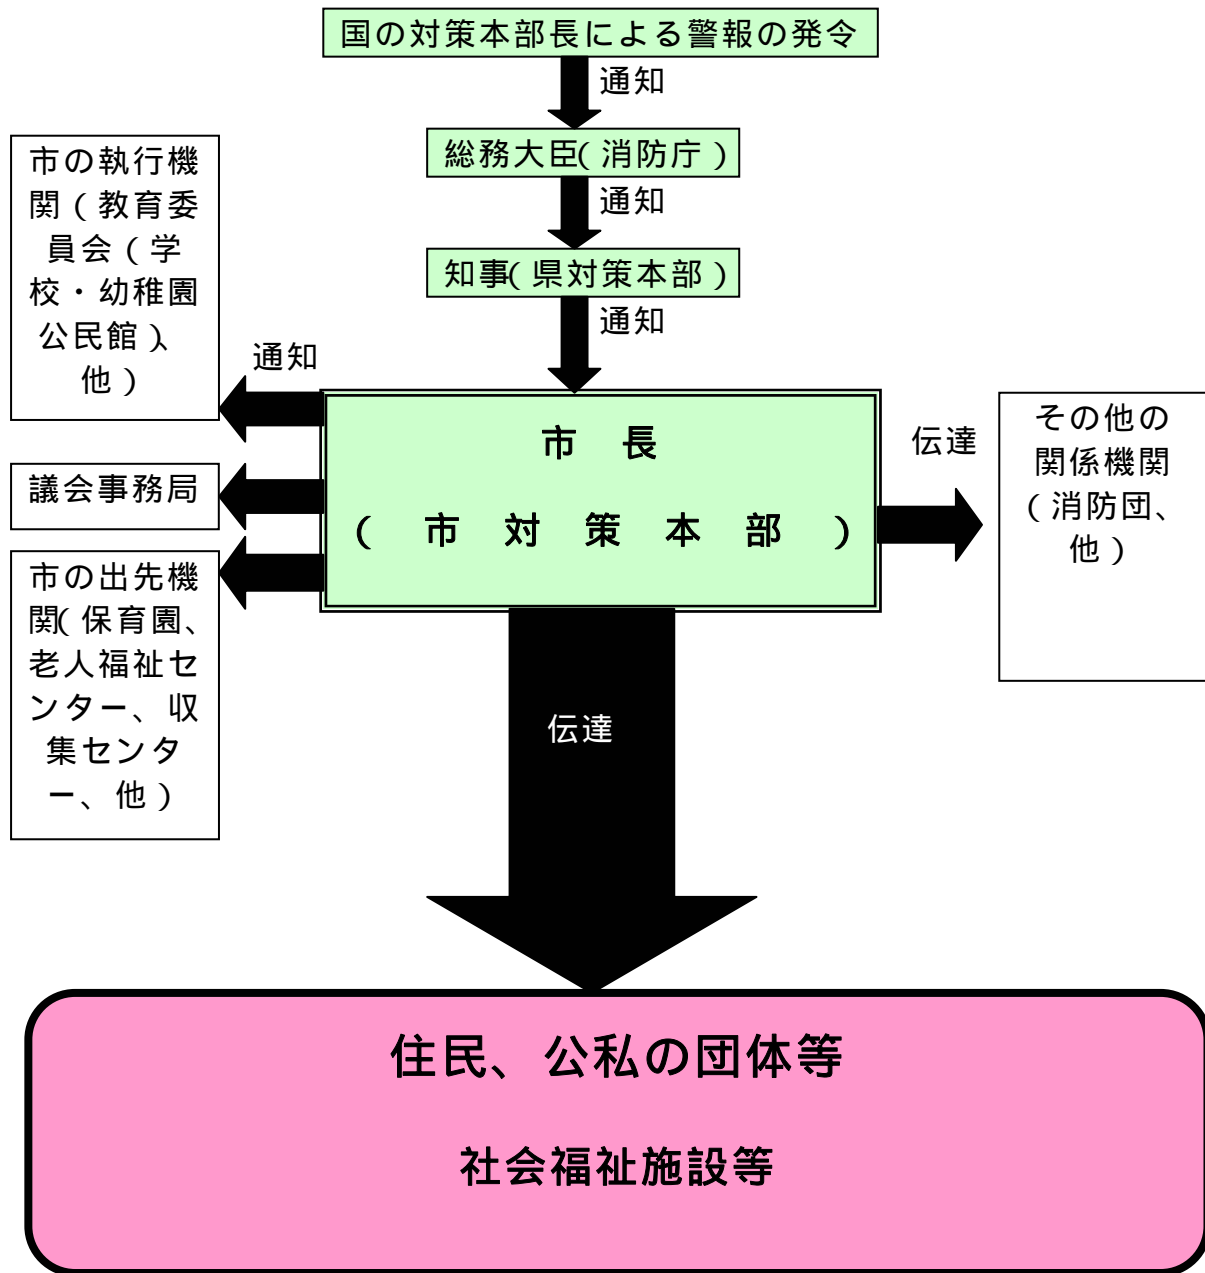 国の対策本部長による警報の発令
通知
総務大臣(消防庁)
通知
知事(県対策本部)
通知
市の執行機
関(教育委
員会(学
校・幼稚園
公民館)、
他)
通知
議会事務局
市の出先機
関(保育園、
老人福祉セ
ンター、収
集センタ
ー、他)
市 長
( 市 対 策 本 部 )
伝達
その他の
関係機関
(消防団、
他)
伝達
住民、公私の団体等
社会福祉施設等